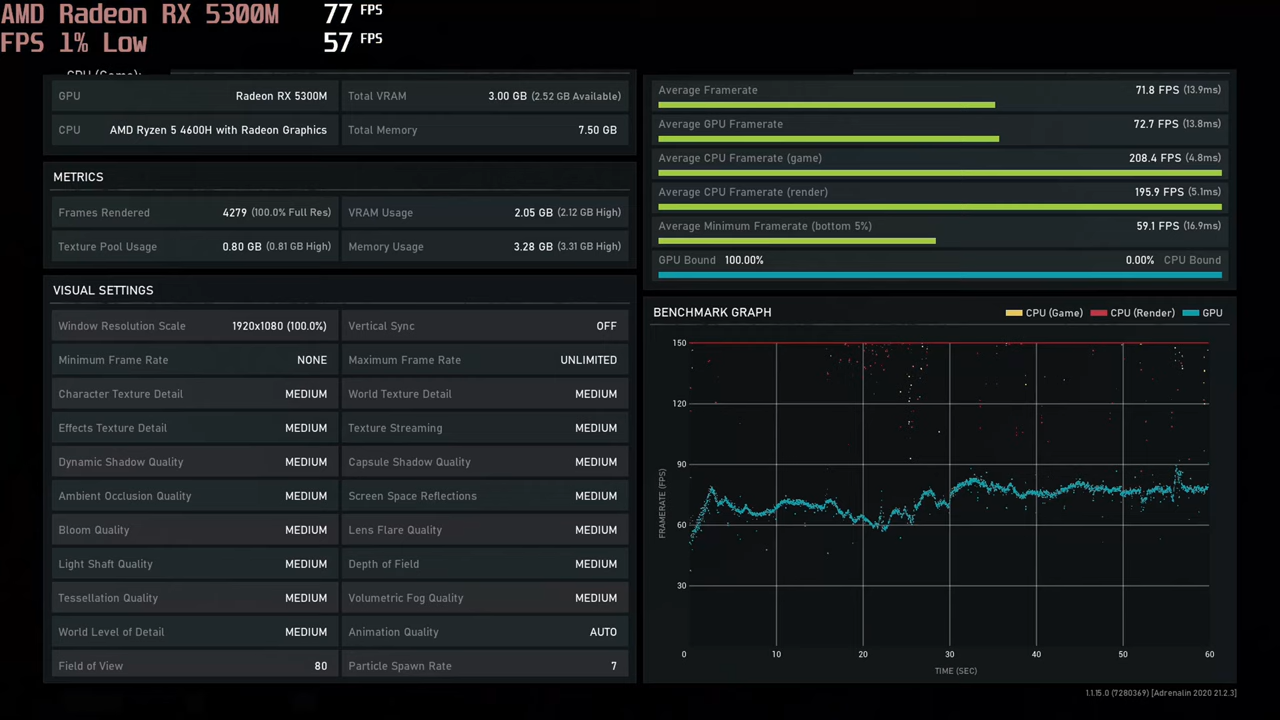 AMD Radeon RX 5300M 77 FPS
FPS 1% Low 57 FPS
GPU Radeon RX 5300M Total VRAM 3.00 GB (2.52 GB Available)
CPU AMD Ryzen 5 4600H with Radeon Graphics Total Memory 7.50 GB
METRICS
Frames Rendered 4279 (100.0% Full Res) VRAM Usage 2.05 GB (2.12 GB High)
Texture Pool Usage 0.80 GB (0.81 GB High) Memory Usage 3.28 GB (3.31 GB High)
VISUAL SETTINGS
Window Resolution Scale 1920x1080 (100.0%) Vertical Sync OFF
Minimum Frame Rate NONE Maximum Frame Rate UNLIMITED
Character Texture Detail MEDIUM World Texture Detail MEDIUM
Effects Texture Detail MEDIUM Texture Streaming MEDIUM
Dynamic Shadow Quality MEDIUM Capsule Shadow Quality MEDIUM
Ambient Occlusion Quality MEDIUM Screen Space Reflections MEDIUM
Bloom Quality MEDIUM Lens Flare Quality MEDIUM
Light Shaft Quality MEDIUM Depth of Field MEDIUM
Tessellation Quality MEDIUM Volumetric Fog Quality MEDIUM
World Level of Detail MEDIUM Animation Quality AUTO
Field of View 80 Particle Spawn Rate 7
Average Framerate 71.8 FPS (13.9ms)
Average GPU Framerate 72.7 FPS (13.8ms)
Average CPU Framerate (game) 208.4 FPS (4.8ms)
Average CPU Framerate (render) 195.9 FPS (5.1ms)
Average Minimum Framerate (bottom 5%) 59.1 FPS (16.9ms)
GPU Bound 100.00% 0.00% CPU Bound
BENCHMARK GRAPH CPU (Game) CPU (Render) GPU
150
120
90
60
30
FRAMERATE (FPS)
0 10 20 30 40 50 60
TIME (SEC)
1.1.15.0 (7280369) [Adrenalin 2020 21.2.3]